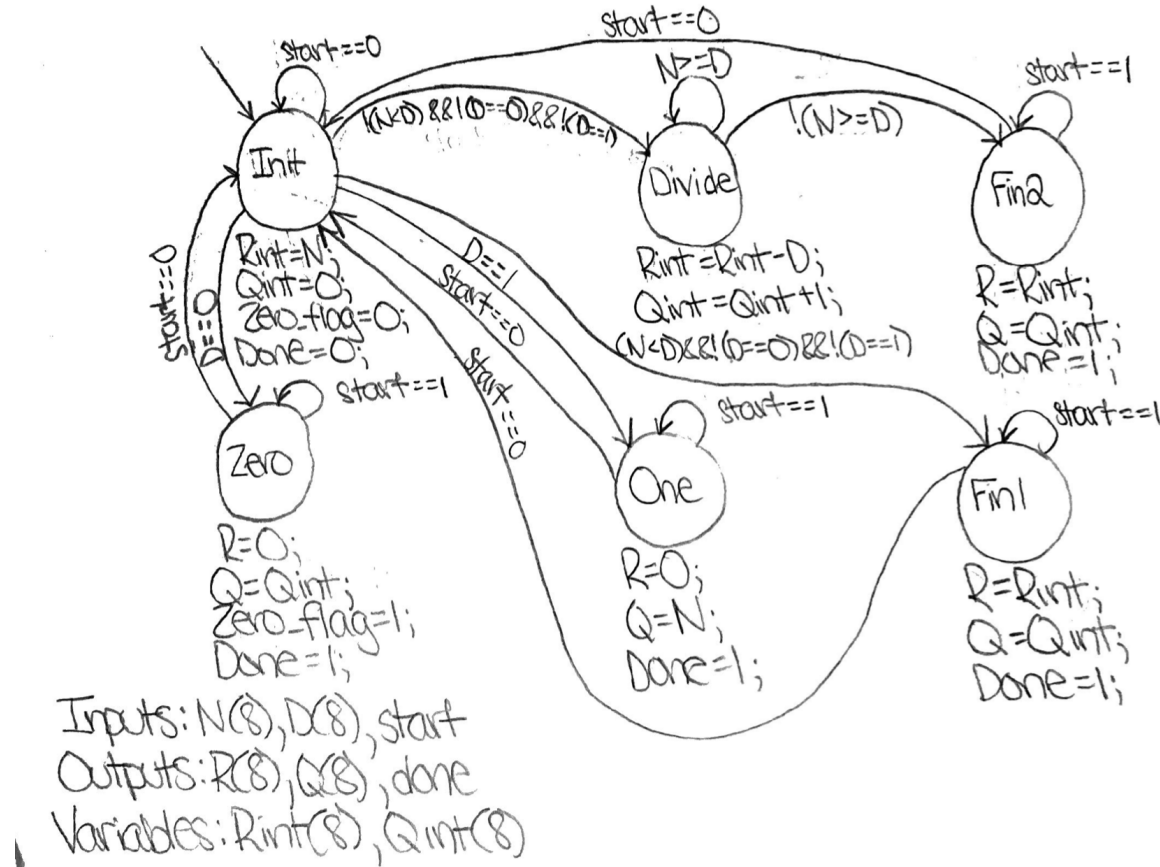 start==0
start==0
N>=D
start==1
!(N<D)&&!(D==0)&&!(D==1)
!(N>=D)
Init
Divide
Fin2
Rint=N;
Qint=0;
Zero_flag=0;
Done=0;
Rint=Rint-D;
Qint=Qint+1;
R=Rint;
Q=Qint;
Done=1;
start==0
D==0
D==1
start==0
(N<D)&&!(D==0)&&!(D==1)
start==0
start==1
start==1
start==1
Zero
One
Fin1
R=0;
Q=Qint;
Zero_flag=1;
Done=1;
R=0;
Q=N;
Done=1;
R=Rint;
Q=Qint;
Done=1;
Inputs: N(8), D(8), start
Outputs: R(8), Q(8), done
Variables: Rint(8), Qint(8)